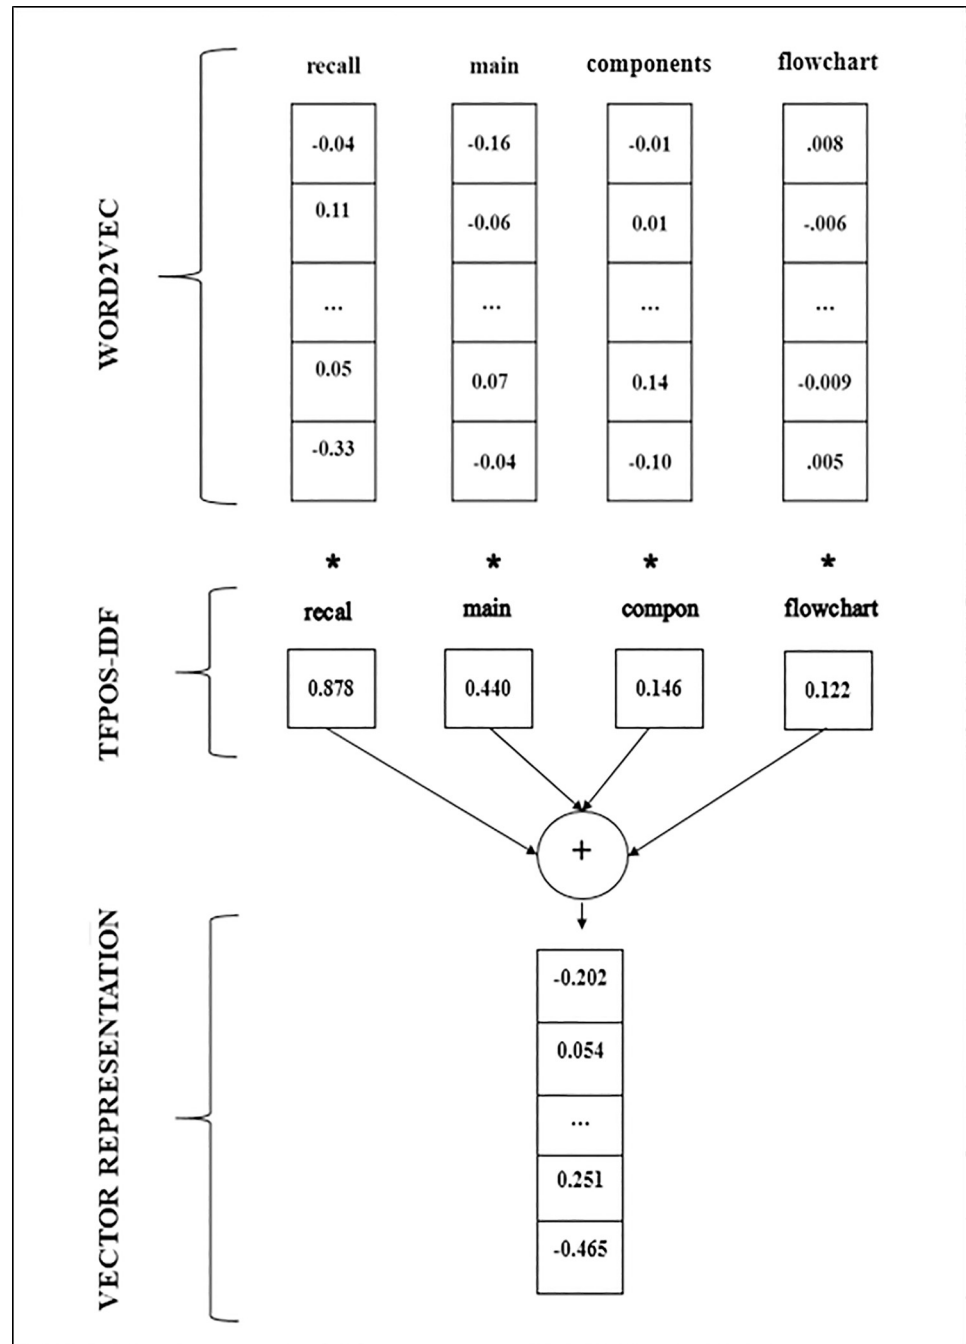 recall main components flowchart
-0.04 -0.16 -0.01 .008
0.11 -0.06 0.01 -.006
... ... ... ...
0.05 0.07 0.14 -0.009
-0.33 -0.04 -0.10 .005
WORD2VEC
* * * *
recal main compon flowchart
0.878 0.440 0.146 0.122
TFPOS-IDF
+
-0.202
0.054
...
0.251
-0.465
VECTOR REPRESENTATION